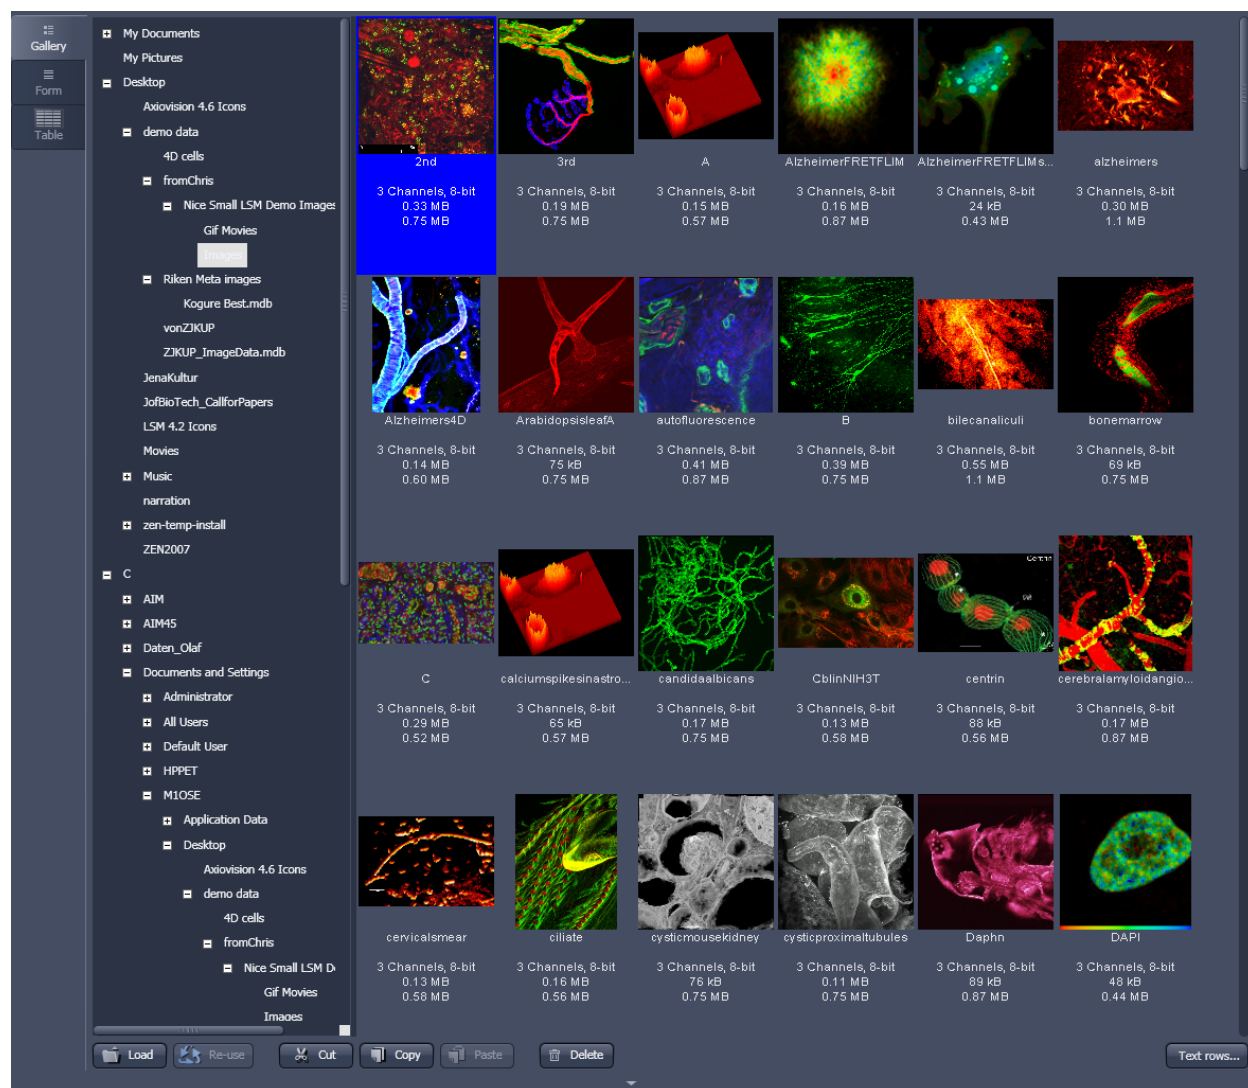 Gallery
Form
Table
My Documents
My Pictures
Desktop
Axiovision 4.6 Icons
demo data
4D cells
fromChris
Nice Small LSM Demo Images
Gif Movies
Images
Riken Meta images
Kogure Best.mdb
vonZJKUP
ZJKUP_ImageData.mdb
JenaKultur
JofBioTech_CallforPapers
LSM 4.2 Icons
Movies
Music
narration
zen-temp-install
ZEN2007
C
AIM
AIM45
Daten_Olaf
Documents and Settings
Administrator
All Users
Default User
HPPET
M1OSE
Application Data
Desktop
Axiovision 4.6 Icons
demo data
4D cells
fromChris
Nice Small LSM D
Gif Movies
Images
2nd
3 Channels, 8-bit
0.33 MB
0.75 MB
3rd
3 Channels, 8-bit
0.19 MB
0.75 MB
A
3 Channels, 8-bit
0.15 MB
0.57 MB
AlzheimerFRETFLIM
3 Channels, 8-bit
0.16 MB
0.87 MB
AlzheimerFRETFLIMs...
3 Channels, 8-bit
24 kB
0.43 MB
alzheimers
3 Channels, 8-bit
0.30 MB
1.1 MB
Alzheimers4D
3 Channels, 8-bit
0.14 MB
0.60 MB
ArabidopsisleafA
3 Channels, 8-bit
75 kB
0.75 MB
autofluorescence
3 Channels, 8-bit
0.41 MB
0.87 MB
B
3 Channels, 8-bit
0.39 MB
0.75 MB
bilecanaliculi
3 Channels, 8-bit
0.55 MB
1.1 MB
bonemarrow
3 Channels, 8-bit
69 kB
0.75 MB
C
3 Channels, 8-bit
0.29 MB
0.52 MB
calciumspikesinastro...
3 Channels, 8-bit
65 kB
0.57 MB
candidaalbicans
3 Channels, 8-bit
0.17 MB
0.75 MB
CblinNIH3T
3 Channels, 8-bit
0.13 MB
0.58 MB
centrin
3 Channels, 8-bit
88 kB
0.56 MB
cerebralamyloidangio...
3 Channels, 8-bit
0.17 MB
0.87 MB
cervicalsmear
3 Channels, 8-bit
0.13 MB
0.58 MB
ciliate
3 Channels, 8-bit
0.16 MB
0.56 MB
cysticmousekidney
3 Channels, 8-bit
76 kB
0.75 MB
cysticproximaltubules
3 Channels, 8-bit
0.11 MB
0.75 MB
Daphn
3 Channels, 8-bit
89 kB
0.87 MB
DAPI
3 Channels, 8-bit
48 kB
0.44 MB
Load
Re-use
Cut
Copy
Paste
Delete
Text rows...